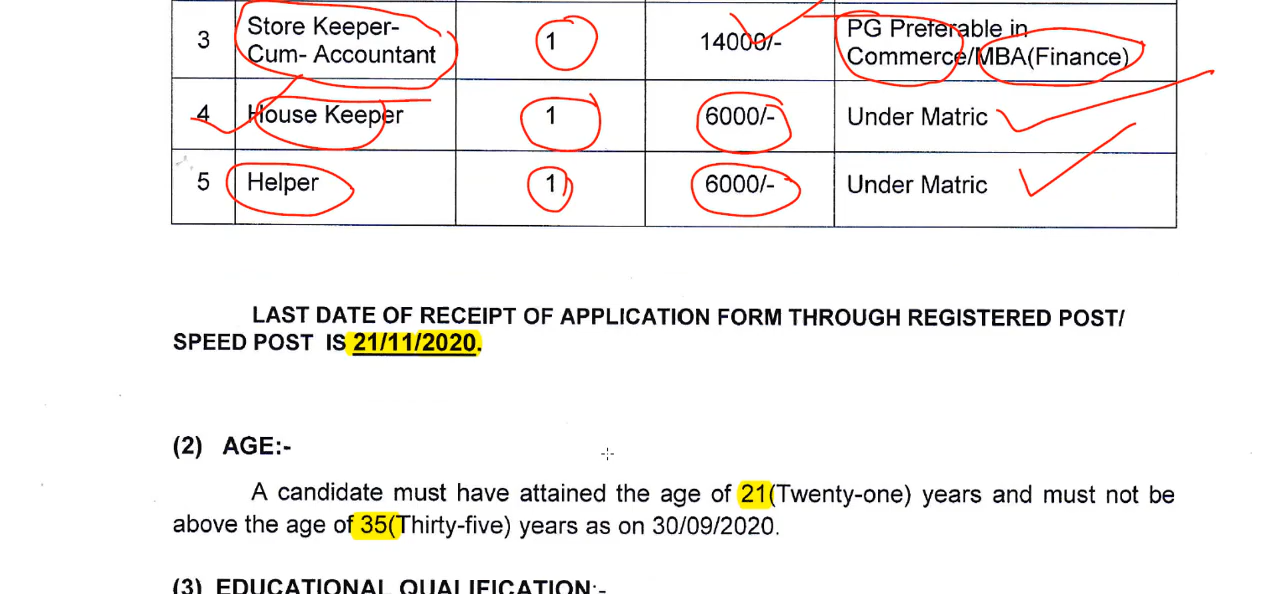 3 Store Keeper- 1 14000/- PG Preferable in
Cum- Accountant Commerce/MBA(Finance)
4 House Keeper 1 6000/- Under Matric
5 Helper 1 6000/- Under Matric
LAST DATE OF RECEIPT OF APPLICATION FORM THROUGH REGISTERED POST/
SPEED POST IS 21/11/2020.
(2) AGE:-
A candidate must have attained the age of 21(Twenty-one) years and must not be
above the age of 35(Thirty-five) years as on 30/09/2020.
(3) EDUCATIONAL QUALIFICATION:-